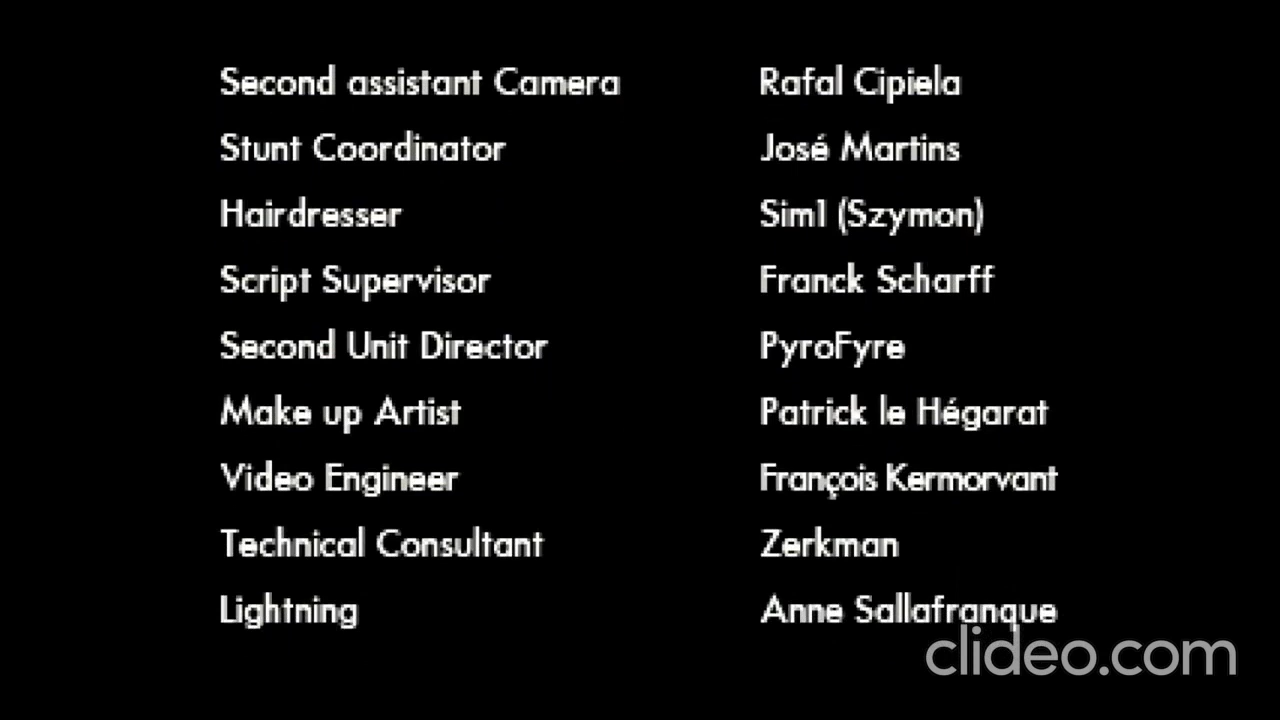 Second assistant Camera Rafal Cipiela
Stunt Coordinator José Martins
Hairdresser Sim1 (Szymon)
Script Supervisor Franck Scharff
Second Unit Director PyroFyre
Make up Artist Patrick le Hégarat
Video Engineer François Kermorvant
Technical Consultant Zerkman
Lightning Anne Sallafranque
clideo.com